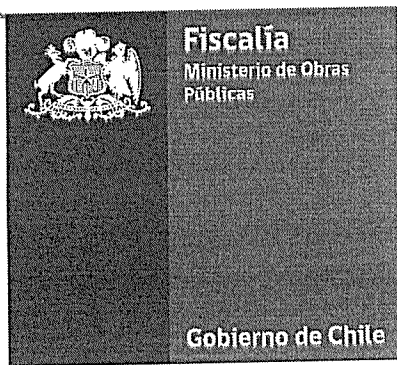 Fiscalía
Ministerio de Obras
Públicas
Gobierno de Chile